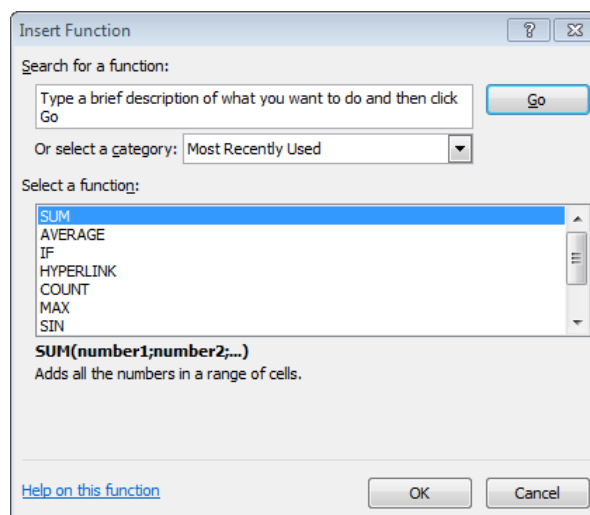 Insert Function
Search for a function:
Type a brief description of what you want to do and then click
Go
Go
Or select a category: Most Recently Used
Select a function:
SUM
AVERAGE
IF
HYPERLINK
COUNT
MAX
SIN
SUM(number1;number2;...)
Adds all the numbers in a range of cells.
Help on this function
OK
Cancel